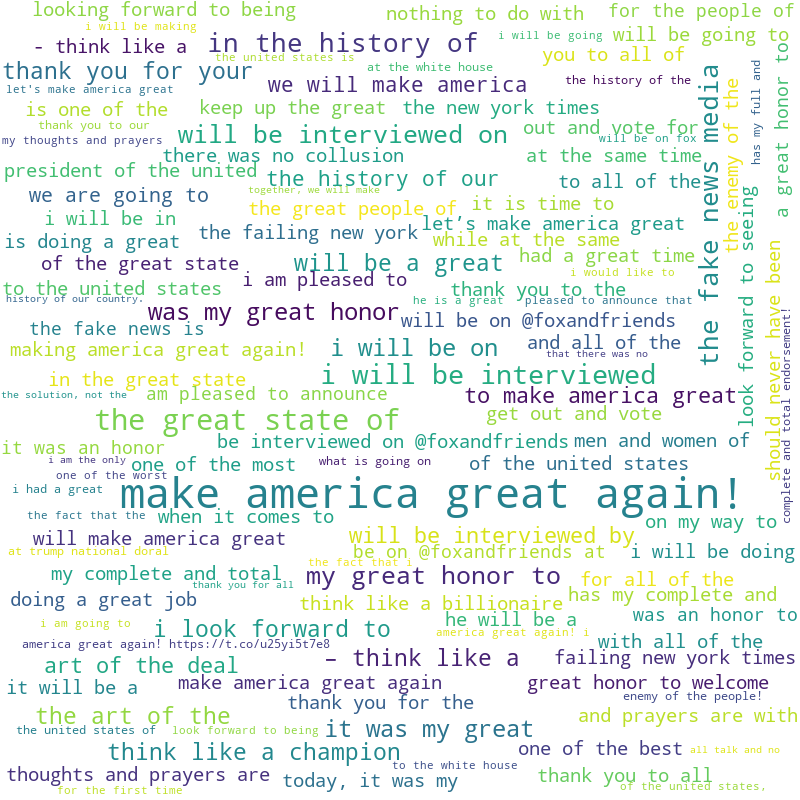 looking forward to being
nothing to do with
for the people of
i will be making
- think like a
in the history of
i will be going
will be going to
the united states is
you to all of
thank you for your
at the white house
we will make america
the history of the
let's make america great
is one of the
keep up the great
the new york times
thank you to our
my thoughts and prayers
will be interviewed on
out and vote for
will be on fox
there was no collusion
at the same time
president of the united
the history of our
to all of the
we are going to
together, we will make
the great people of
it is time to
i will be in
let’s make america great
is doing a great
the failing new york
while at the same
the fake news media
the enemy of the
has my full and
a great honor too
look forward to seeing
should never have been
complete and total endorsement!
of the great state
will be a great
had a great time
i am pleased to
i would like to
to the united states
thank you to the
history of our country.
he is a great
pleased to announce that
was my great honor
will be on @foxandfriends
the fake news is
and all of the
making america great again!
i will be on
that there was no
in the great state
i will be interviewed
the solution, not the
am pleased to announce
to make america great
the great state of
get out and vote
it was an honor
be interviewed on @foxandfriends
men and women of
i am the only
one of the most
what is going on
of the united states
one of the worst
i had a great
make america great again!
the fact that the
when it comes to
on my way to
will make america great
will be interviewed by
at trump national doral
be on @foxandfriends at
i will be doing
the fact that i
my complete and total
my great honor to
for all of the
thank you for all
doing a great job
think like a billionaire
has my complete and
he will be a
was an honor to
i am going to
i look forward to
america great again! i
america great again! https://t.co/u25yi5t7e8
with all of the
art of the deal
– think like a
failing new york times
it will be a
make america great again
great honor to welcome
thank you for the
enemy of the people!
the art of the
and prayers are with
the united states of
look forward to being
it was my great
think like a champion
one of the best
all talk and no
to the white house
thoughts and prayers are
today, it was my
thank you to all
for the first time
of the united states,